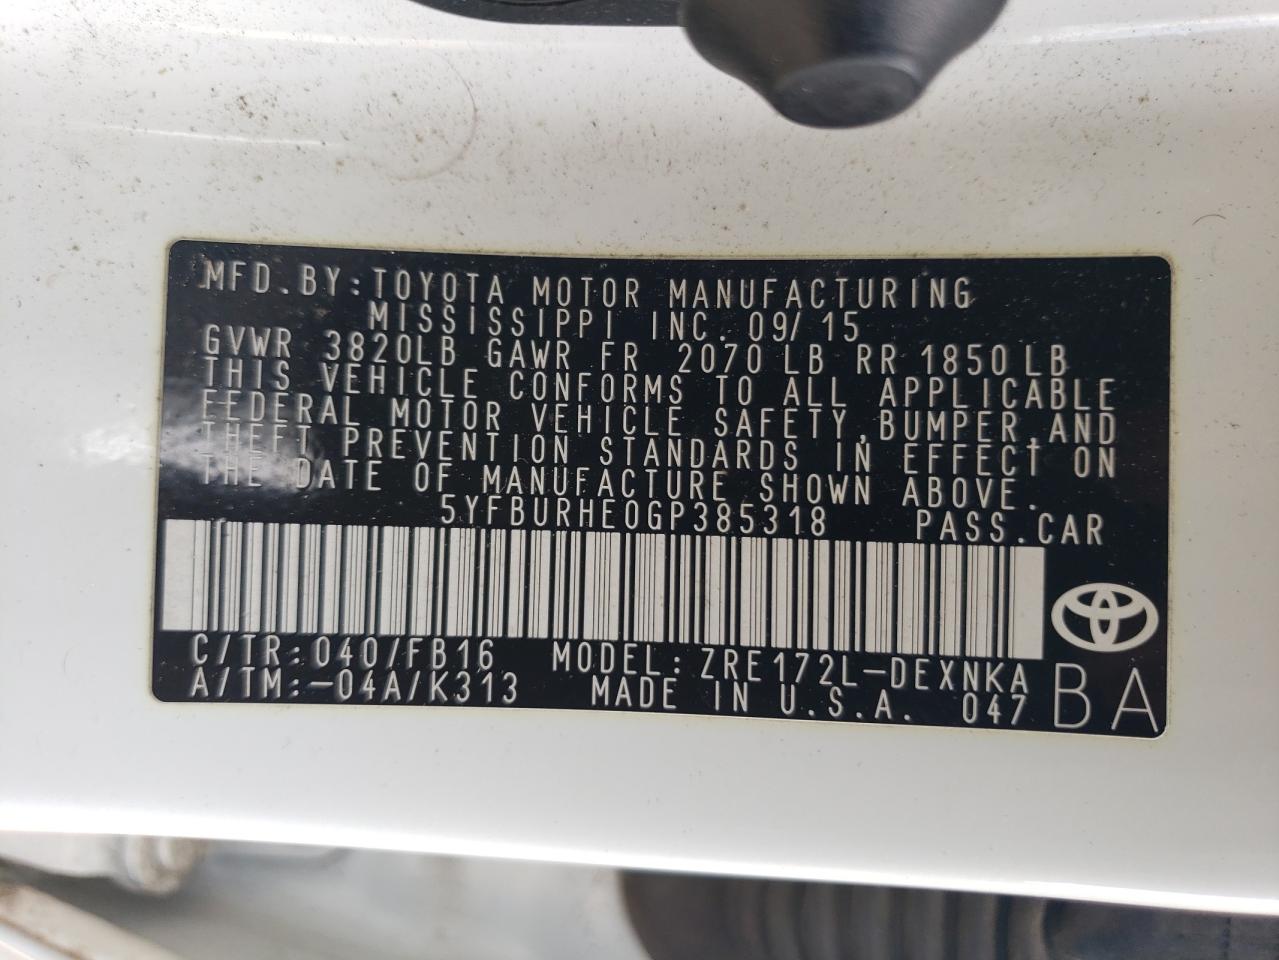 MFD.BY:TOYOTA MOTOR MANUFACTURING
MISSISSIPPI INC. 09/15
GVWR 3820LB GAWR FR 2070 LB RR 1850 LB
THIS VEHICLE CONFORMS TO ALL APPLICABLE
FEDERAL MOTOR VEHICLE SAFETY,BUMPER,AND
THEFT PREVENTION STANDARDS IN EFFECT ON
THE DATE OF MANUFACTURE SHOWN ABOVE.
5YFBURHE0GP385318 PASS.CAR
C/TR:040/FB16 MODEL:ZRE172L-DEXNKA
A/TM:-04A/K313 MADE IN U.S.A. 047
BA